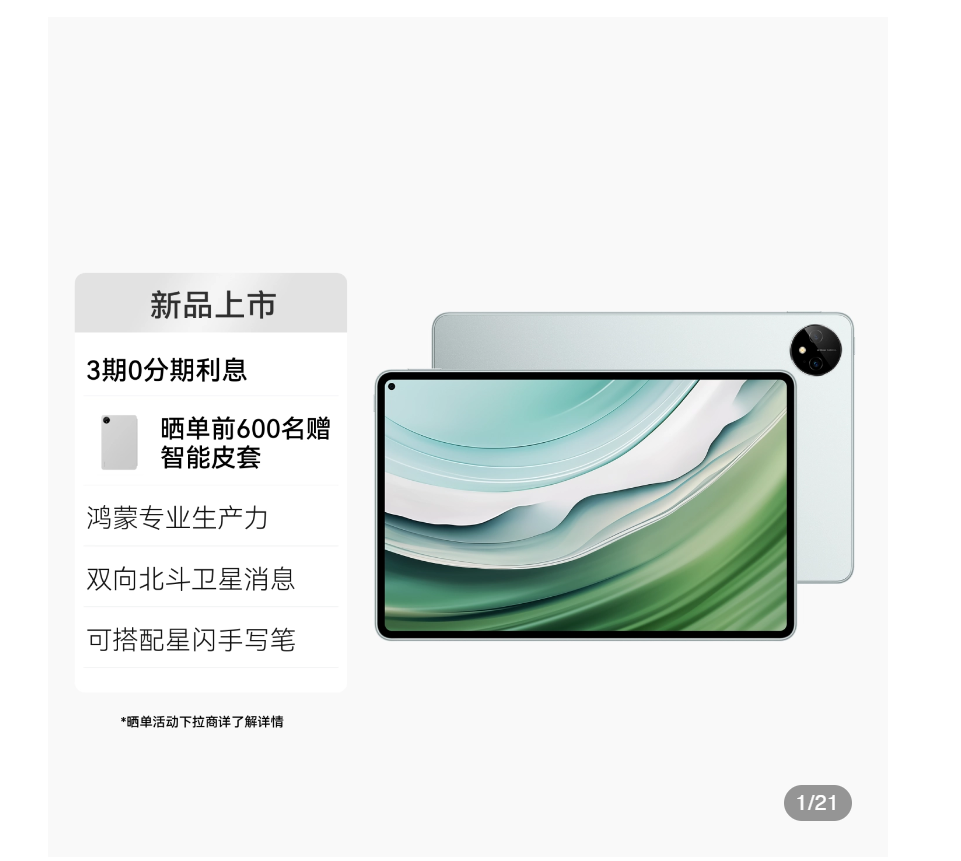 新品上市
3期0分期利息
晒单前600名赠
智能皮套
鸿蒙专业生产力
双向北斗卫星消息
可搭配星闪手写笔
*晒单活动下拉商详了解详情
1/21